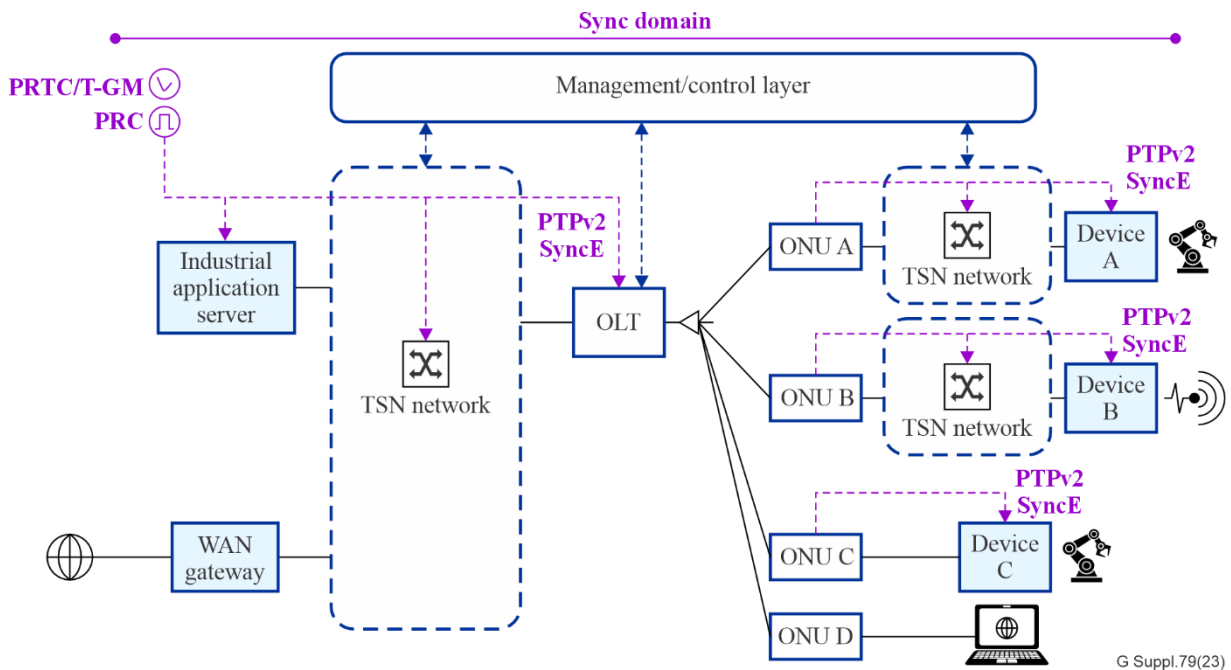 Sync domain
PRTC/T-GM
PRC
Management/control layer
PTPv2
SyncE
Industrial
application
server
TSN network
OLT
WAN
gateway
PTPv2
SyncE
ONU A
TSN network
Device
A
PTPv2
SyncE
ONU B
TSN network
Device
B
PTPv2
SyncE
ONU C
Device
C
ONU D
G Suppl.79(23)